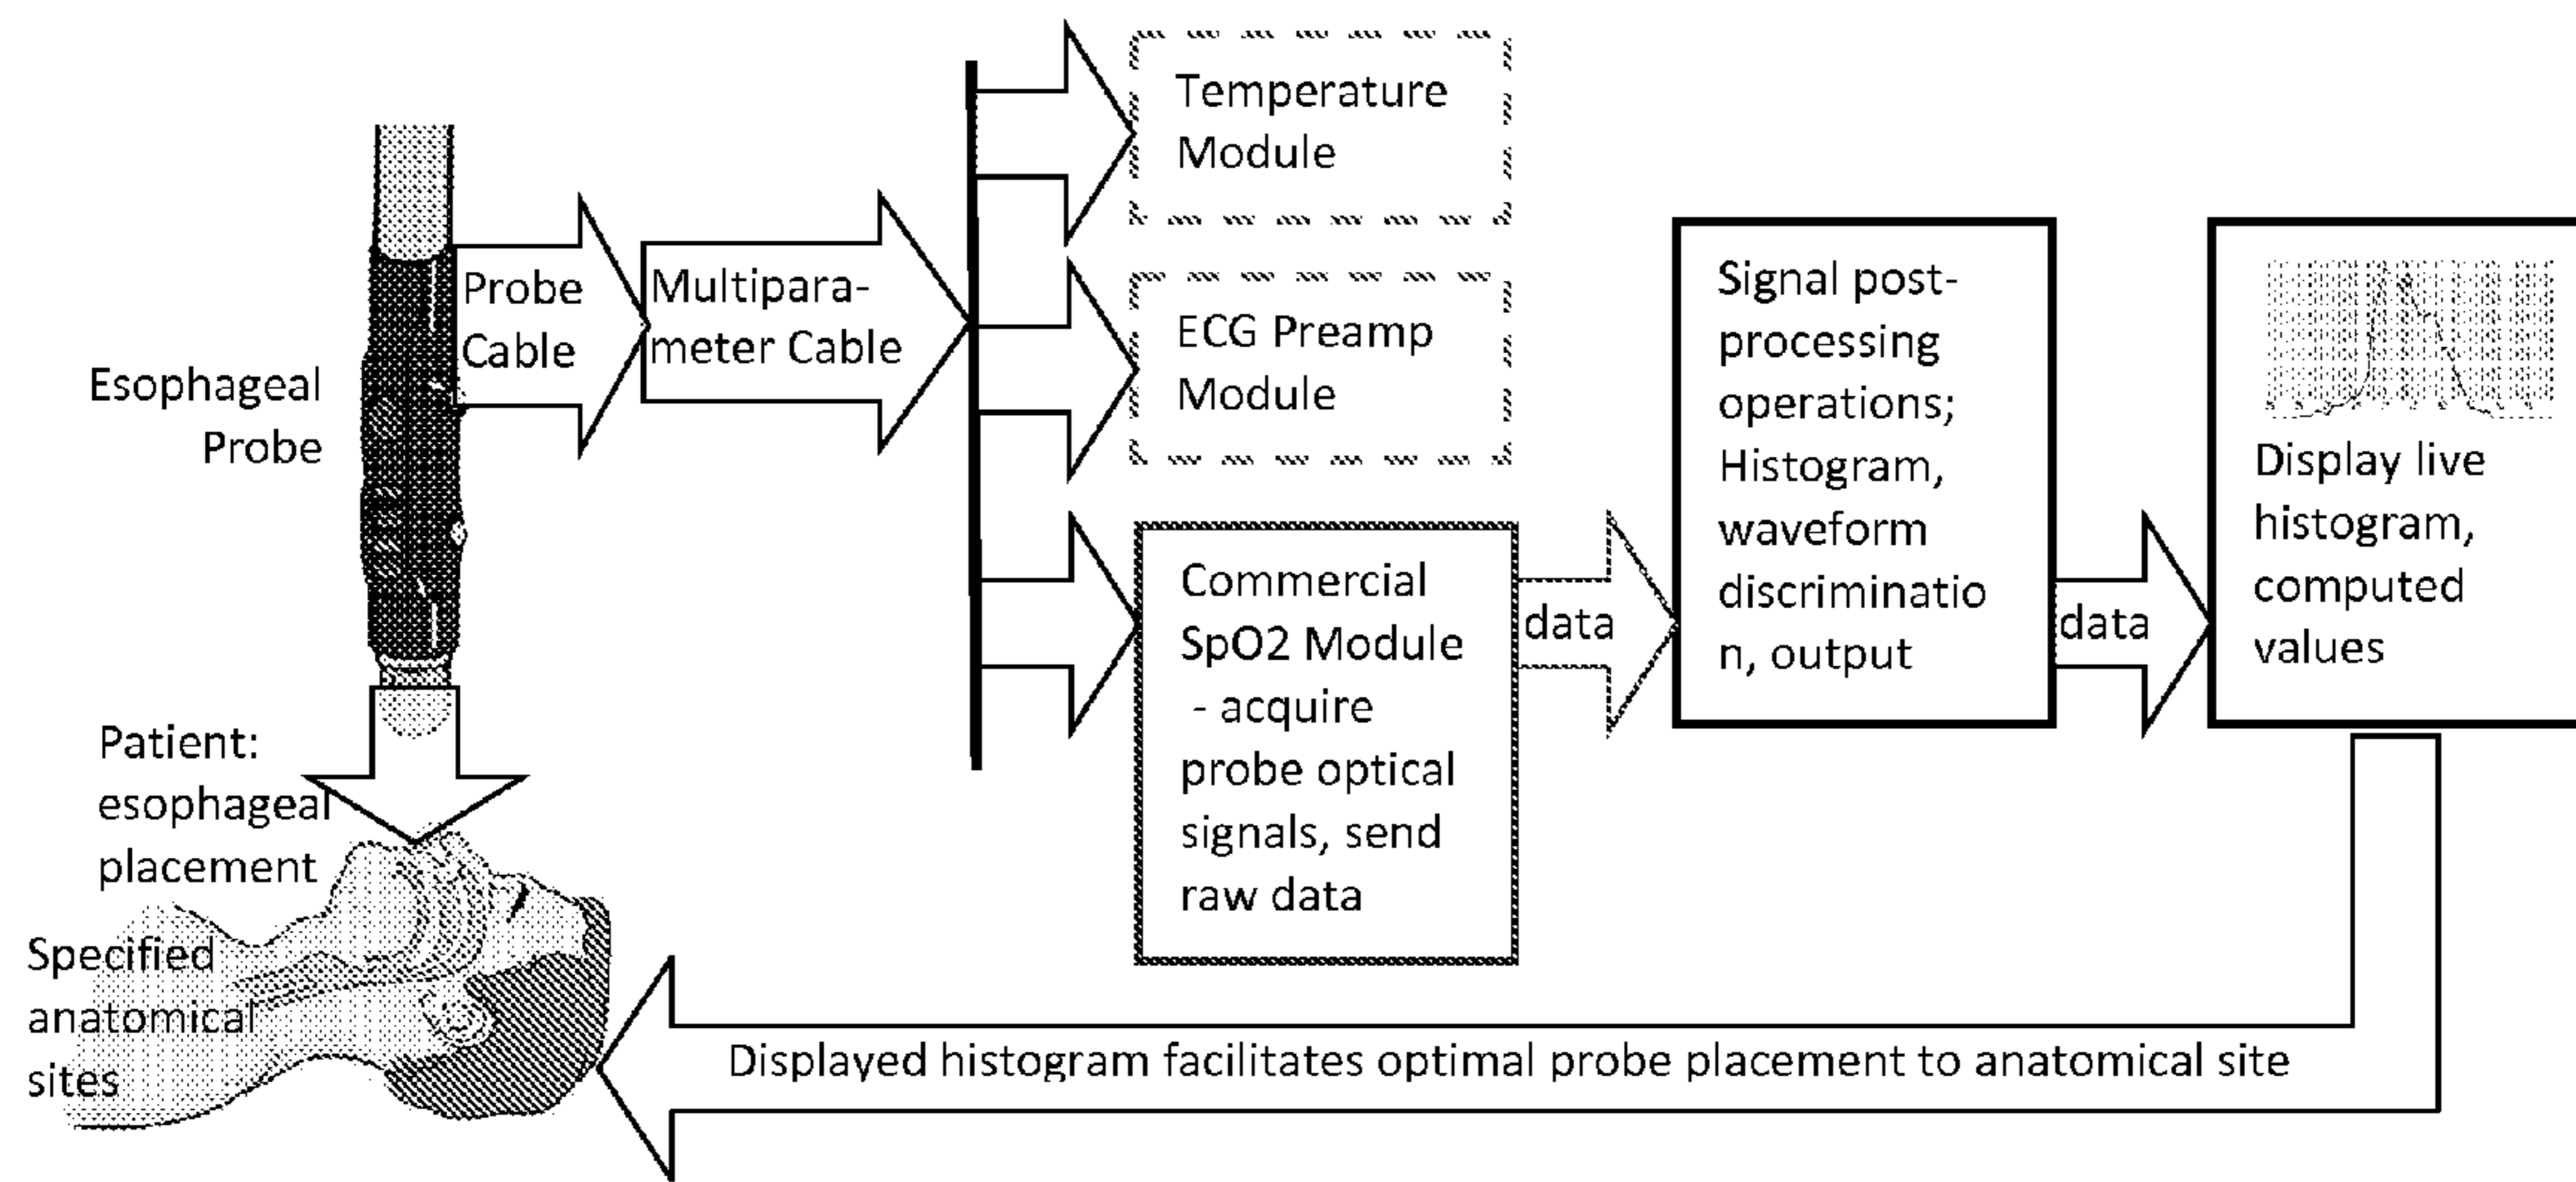 Temperature
Module
Probe
Cable
Multipara-
meter Cable
ECG Preamp
Module
Esophageal
Probe
Commercial
SpO2 Module
- acquire
probe optical
signals, send
raw data
data
Signal post-
processing
operations;
Histogram,
waveform
discriminatio
n, output
data
Display live
histogram,
computed
values
Patient:
esophageal
placement
Specified
anatomical
sites
Displayed histogram facilitates optimal probe placement to anatomical site